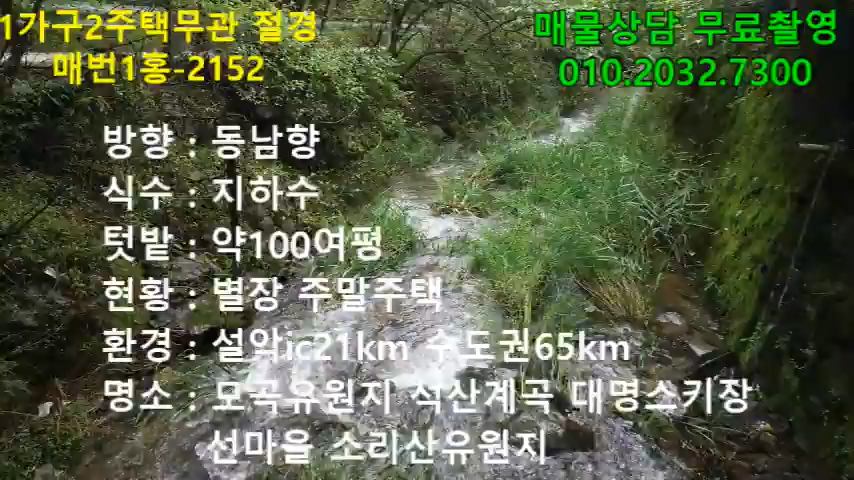 1가구2주택무관 절경
매번1홍-2152
매물상담 무료촬영
010.2032.7300
방향 : 동남향
식수 : 지하수
텃밭 : 약100여평
현황 : 별장 주말주택
환경 : 설악ic21km 수도권65km
명소 : 모곡유원지 석산계곡 대명스키장
선마을 소리산유원지